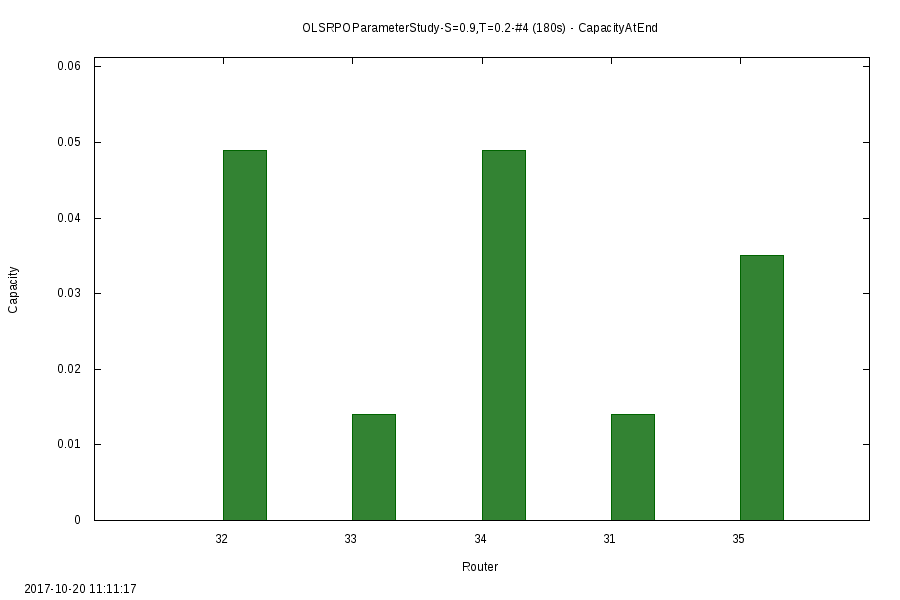 OLSRPOParameterStudy-S=0.9,T=0.2-#4 (180s) - CapacityAtEnd
0.06
0.05
0.04
0.03
0.02
0.01
0
Capacity
32 33 34 31 35
Router
2017-10-20 11:11:17